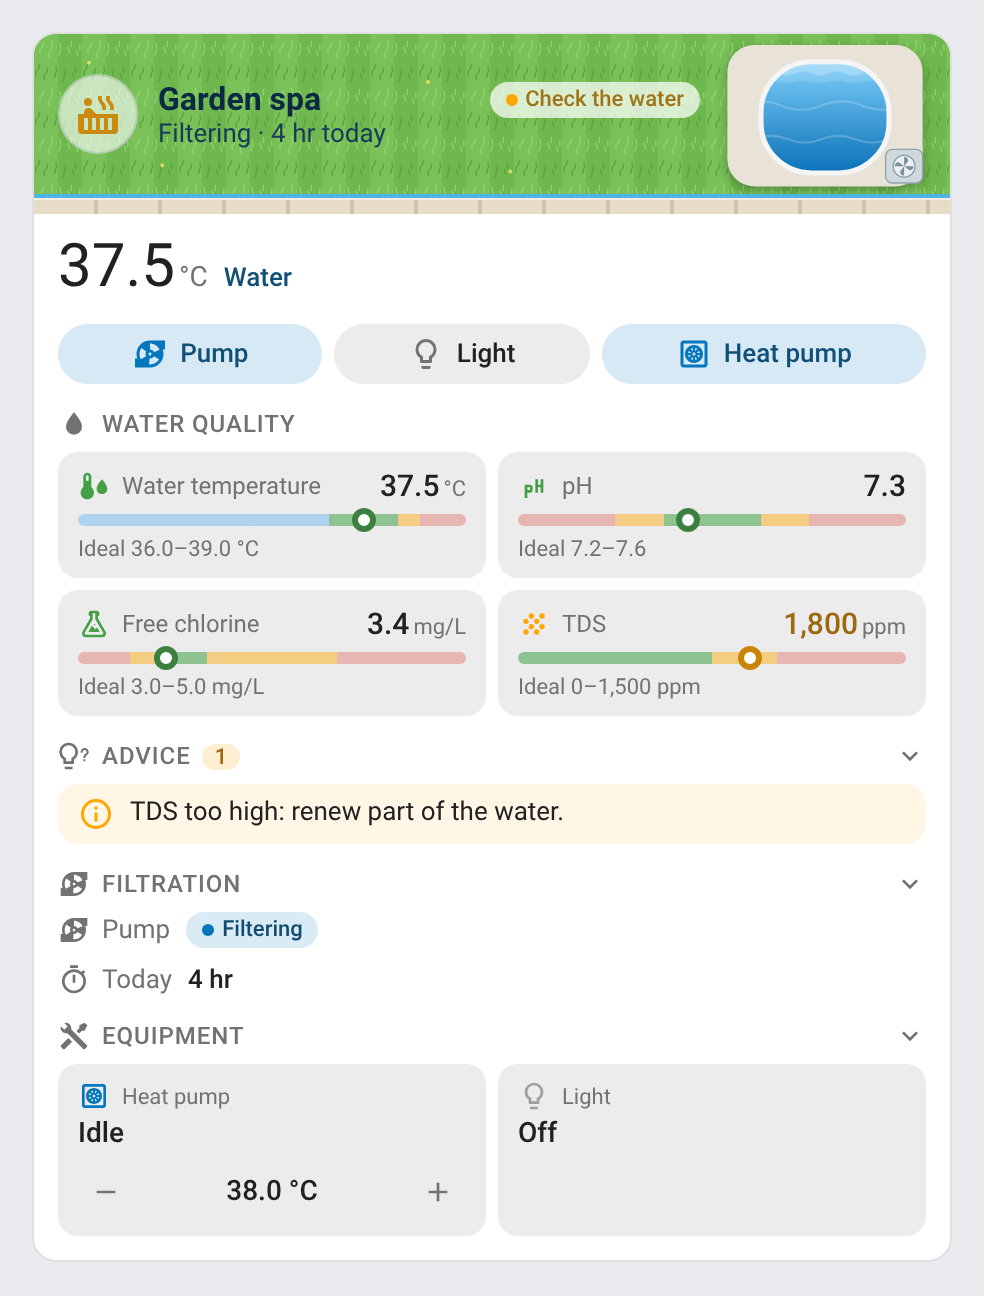 Garden spa
Filtering · 4 hr today
Check the water
37.5 °C Water
Pump
Light
Heat pump
WATER QUALITY
Water temperature 37.5 °C
Ideal 36.0–39.0 °C
pH pH 7.3
Ideal 7.2–7.6
Free chlorine 3.4 mg/L
Ideal 3.0–5.0 mg/L
TDS 1,800 ppm
Ideal 0–1,500 ppm
ADVICE 1
TDS too high: renew part of the water.
FILTRATION
Pump Filtering
Today 4 hr
EQUIPMENT
Heat pump
Idle
− 38.0 °C +
Light
Off